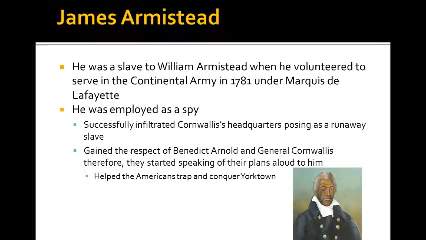 James Armistead
He was a slave to William Armistead when he volunteered to
serve in the Continental Army in 1781 under Marquis de
Lafayette
He was employed as a spy
Successfully infiltrated Cornwallis's headquarters posing as a runaway
slave
Gained the respect of Benedict Arnold and General Cornwallis
therefore, they started speaking of their plans aloud to him
Helped the Americans trap and conquer Yorktown